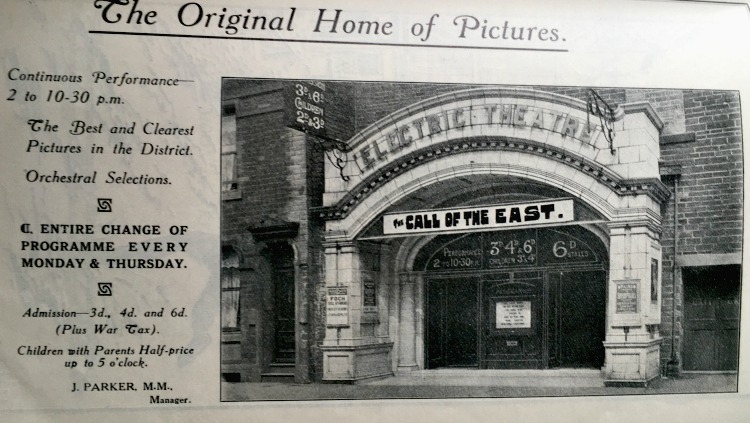 The Original Home of Pictures.
Continuous Performance—
2 to 10-30 p.m.
The Best and Clearest
Pictures in the District.
Orchestral Selections.
ENTIRE CHANGE OF
PROGRAMME EVERY
MONDAY & THURSDAY.
Admission—3d., 4d. and 6d.
(Plus War Tax).
Children with Parents Half-price
up to 5 o'clock.
J. PARKER, M.M.,
Manager.
3D & 6D
CHILDREN
2D & 3D
ELECTRIC THEATRE
THE CALL OF THE EAST.
PERFORMANCE
2 TO 10-30 P.M.
3D 4D & 6D
CHILDREN
6D
STALLS